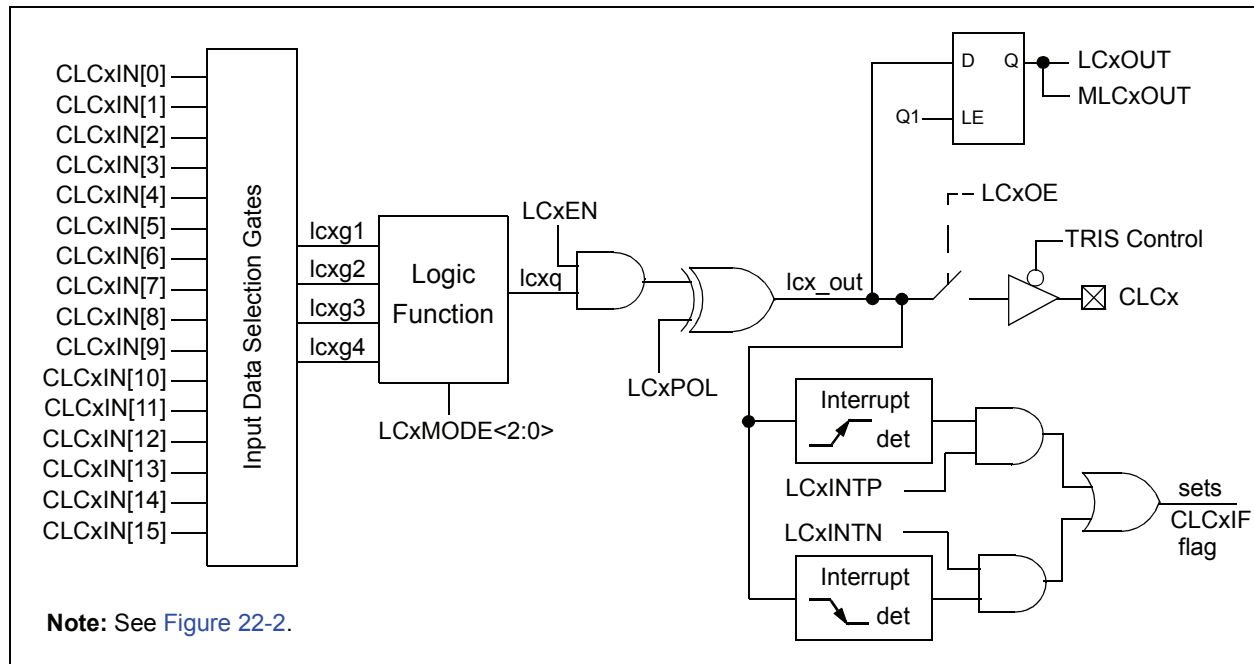 CLCxIN[0]
CLCxIN[1]
CLCxIN[2]
CLCxIN[3]
CLCxIN[4]
CLCxIN[5]
CLCxIN[6]
CLCxIN[7]
CLCxIN[8]
CLCxIN[9]
CLCxIN[10]
CLCxIN[11]
CLCxIN[12]
CLCxIN[13]
CLCxIN[14]
CLCxIN[15]
Input Data Selection Gates
lcxg1
lcxg2
lcxg3
lcxg4
Logic
Function
LCxMODE<2:0>
LCxEN
lcxq
LCxPOL
lcx_out
D Q
Q1
LE
LCxOUT
MLCxOUT
LCxOE
TRIS Control
CLCx
Interrupt
det
LCxINTP
LCxINTN
Interrupt
det
sets
CLCxIF
flag
Note: See Figure 22-2.